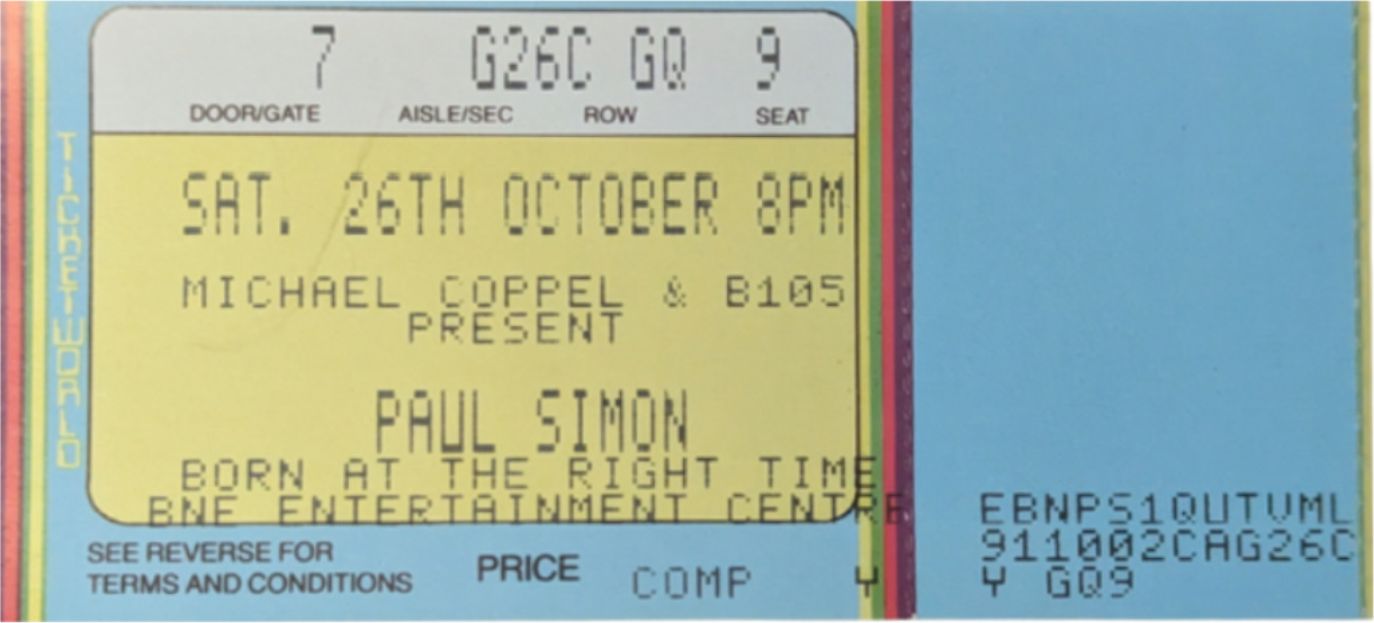 7 G26C GQ 9
DOOR/GATE AISLE/SEC ROW SEAT
TICKETWORLD
SAT. 26TH OCTOBER 8PM
MICHAEL COPPEL & B105
PRESENT
PAUL SIMON
BORN AT THE RIGHT TIME
BNE ENTERTAINMENT CENTRE
SEE REVERSE FOR
TERMS AND CONDITIONS
PRICE COMP Y
EBNPS1QUTVML
911002CAG26C
Y GQ9